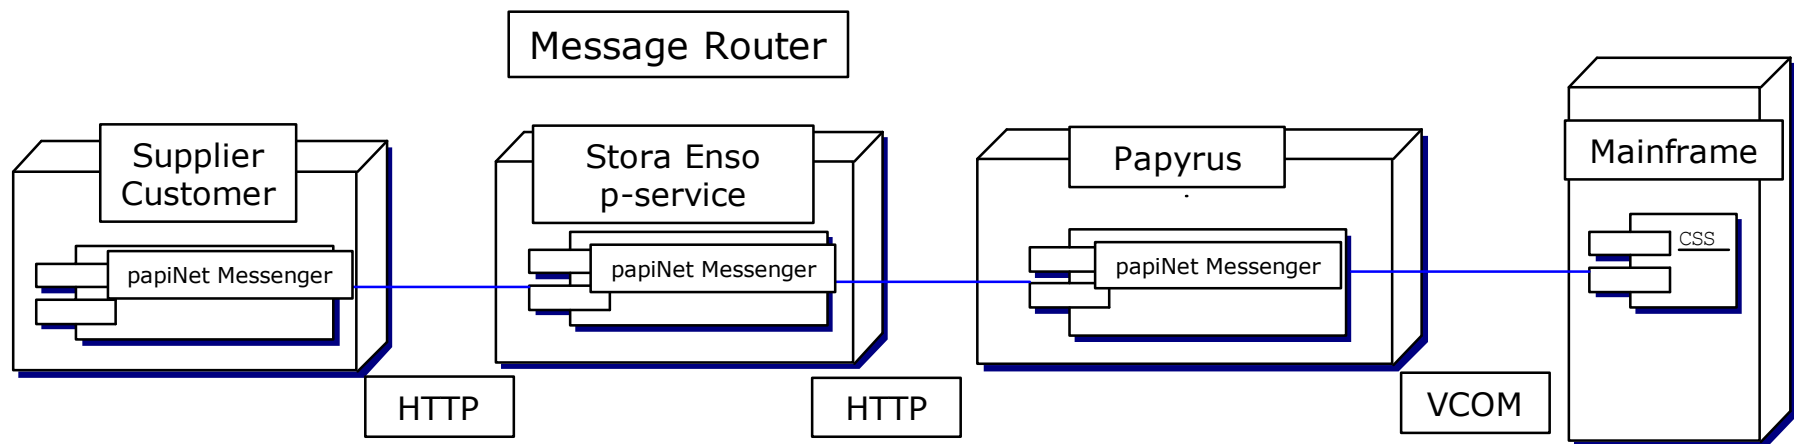 Message Router
Supplier
Customer
Stora Enso
p-service
Papyrus
.
Mainframe
papiNet Messenger
papiNet Messenger
papiNet Messenger
CSS
HTTP
HTTP
VCOM